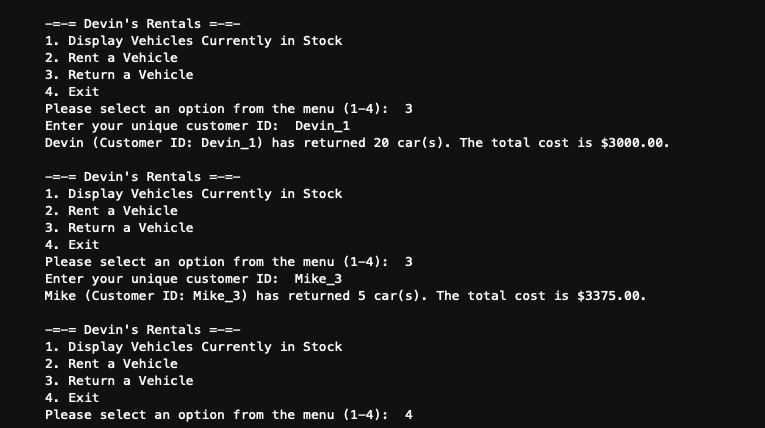 -=-= Devin's Rentals =-=-
1. Display Vehicles Currently in Stock
2. Rent a Vehicle
3. Return a Vehicle
4. Exit
Please select an option from the menu (1-4):  3
Enter your unique customer ID:  Devin_1
Devin (Customer ID: Devin_1) has returned 20 car(s). The total cost is $3000.00.

-=-= Devin's Rentals =-=-
1. Display Vehicles Currently in Stock
2. Rent a Vehicle
3. Return a Vehicle
4. Exit
Please select an option from the menu (1-4):  3
Enter your unique customer ID:  Mike_3
Mike (Customer ID: Mike_3) has returned 5 car(s). The total cost is $3375.00.

-=-= Devin's Rentals =-=-
1. Display Vehicles Currently in Stock
2. Rent a Vehicle
3. Return a Vehicle
4. Exit
Please select an option from the menu (1-4):  4